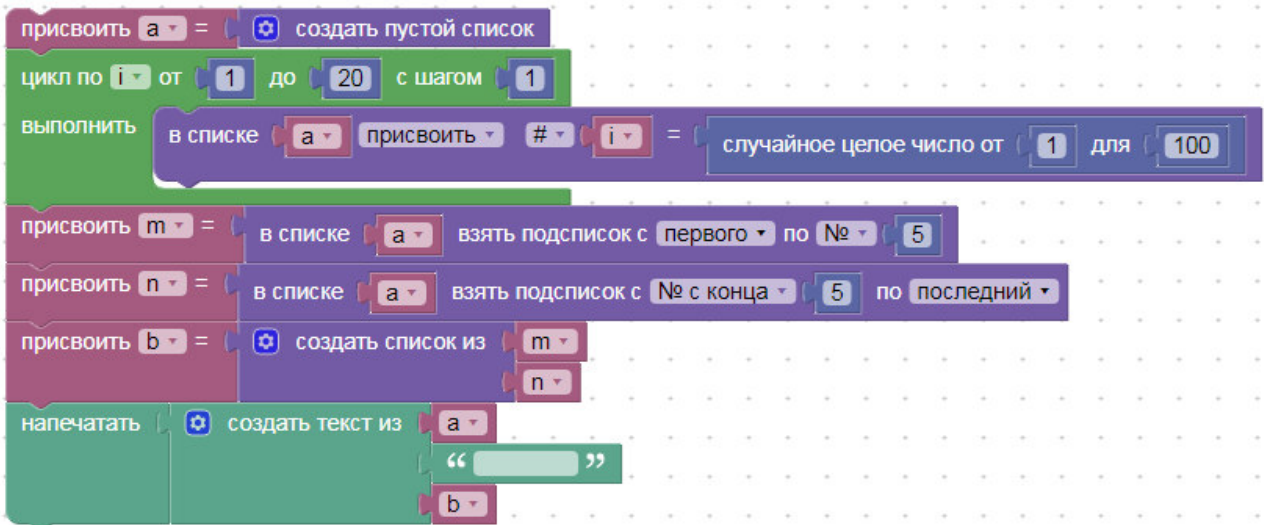 присвоить a = создать пустой список
цикл по i от 1 до 20 с шагом 1
выполнить в списке a присвоить # i = случайное целое число от 1 для 100
присвоить m = в списке a взять подсписок с первого по № 5
присвоить n = в списке a взять подсписок с № с конца 5 по последний
присвоить b = создать список из m
n
напечатать создать текст из a
“ ”
b